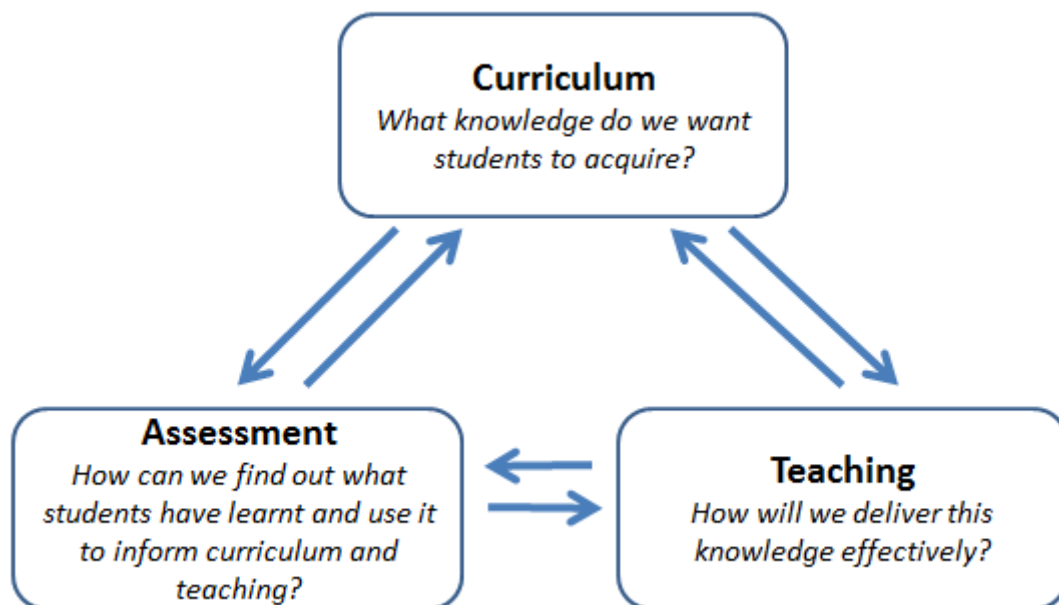 Curriculum
What knowledge do we want
students to acquire?
Assessment
How can we find out what
students have learnt and use it
to inform curriculum and
teaching?
Teaching
How will we deliver this
knowledge effectively?